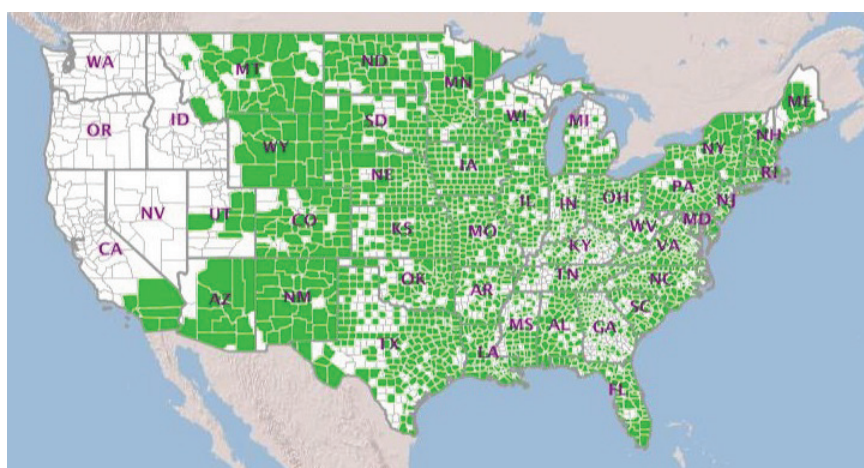 WA
MT
ND
MN
ME
OR
ID
SD
WI
MI
NH
NY
WY
RI
NE
IA
PA
NV
UT
CO
IL
IN
OH
NJ
MD
CA
KS
MO
WV
VA
KY
AZ
NM
OK
AR
TN
NC
SC
MS
AL
GA
TX
LA
FL